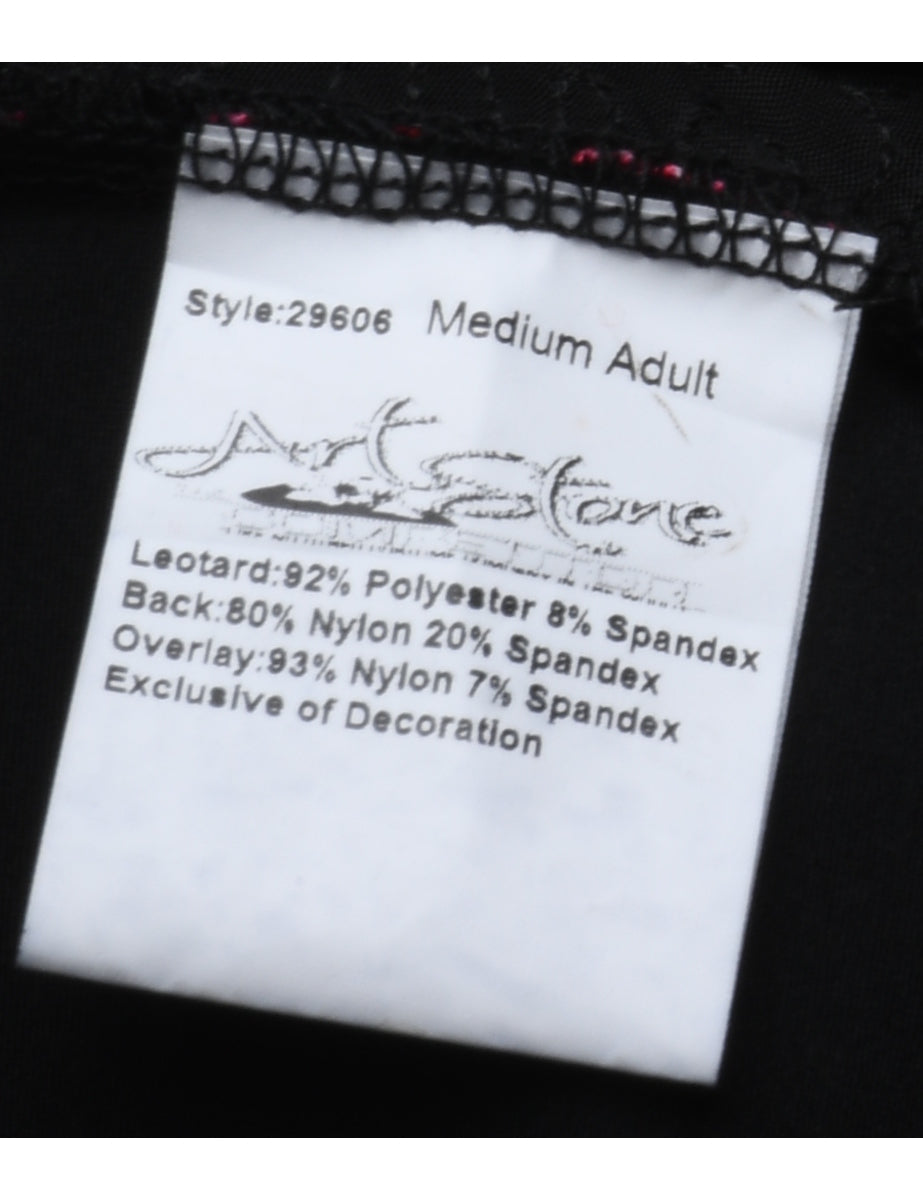 Style:29606 Medium Adult
Art Stone
COMPETITION
Leotard:92% Polyester 8% Spandex
Back:80% Nylon 20% Spandex
Overlay:93% Nylon 7% Spandex
Exclusive of Decoration